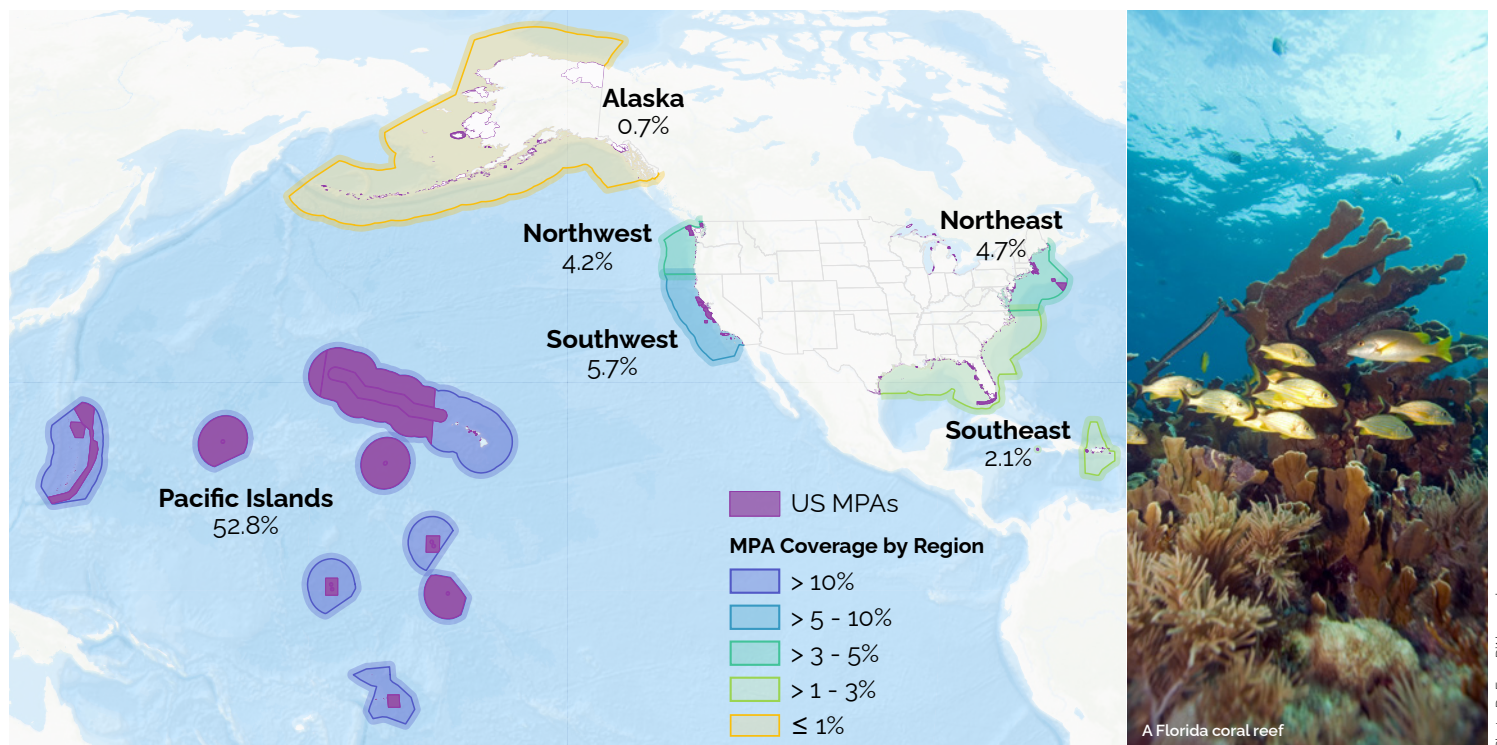 Alaska
0.7%
Northwest
4.2%
Northeast
4.7%
Southwest
5.7%
Southeast
2.1%
Pacific Islands
52.8%
US MPAs
MPA Coverage by Region
> 10%
> 5 - 10%
> 3 - 5%
> 1 - 3%
≤ 1%
A Florida coral reef